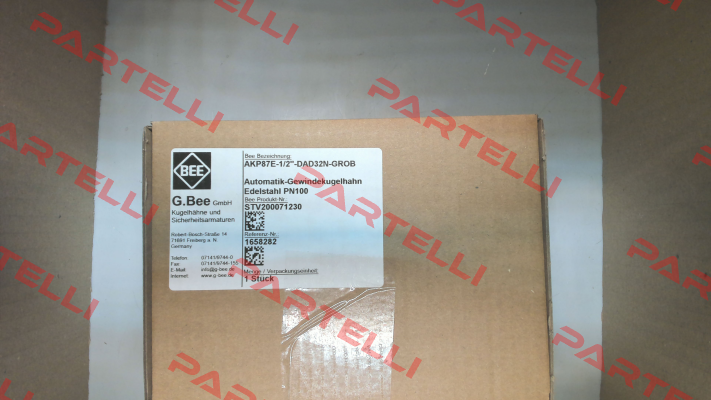 PARTELLI
PARTELLI
PARTELLI
BEE
G.Bee GmbH
Kugelhähne und
Sicherheitsarmaturen
Robert-Bosch-Straße 14
71691 Freiberg a. N.
Germany
Telefon 07141/9744-0
Fax:
E-Mail: info@g-bee.de
Internet: www.g-bee.de
Bee Bezeichnung:
AKP87E-1/2"-DAD32N-GROB
Automatik-Gewindekugelhahn
Edelstahl PN100
Bee Produkt-Nr.:
STV200071230
Referenz-Nr.:
1658282
Menge / Verpackungseinheit:
1 Stück
PARTELLI
PARTELLI
PARTELLI
PARTELLI